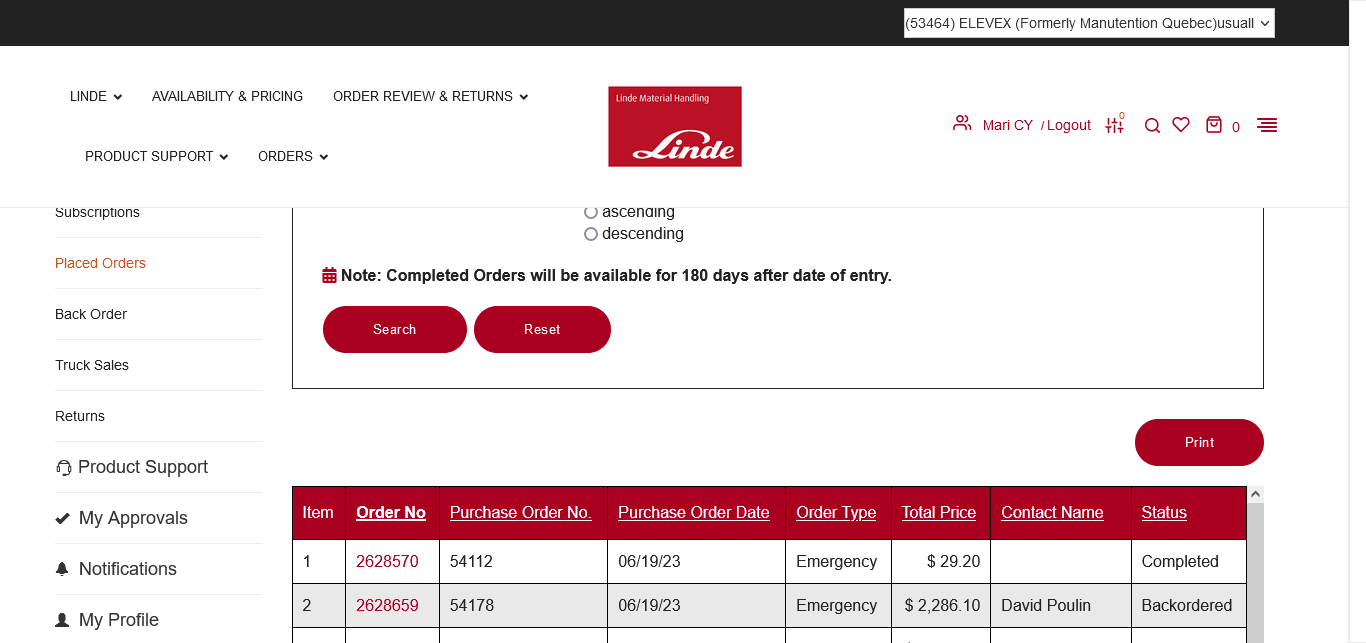 (53464) ELEVEX (Formerly Manutention Quebec)usuall
LINDE
AVAILABILITY & PRICING
ORDER REVIEW & RETURNS
Linde Material Handling
Linde
Mari CY / Logout
0
0
PRODUCT SUPPORT
ORDERS
Subscriptions
Placed Orders
Back Order
Truck Sales
Returns
Product Support
My Approvals
Notifications
My Profile
ascending
descending
Note: Completed Orders will be available for 180 days after date of entry.
Search
Reset
Print
Item Order No Purchase Order No. Purchase Order Date Order Type Total Price Contact Name Status
1 2628570 54112 06/19/23 Emergency $ 29.20 Completed
2 2628659 54178 06/19/23 Emergency $ 2,286.10 David Poulin Backordered